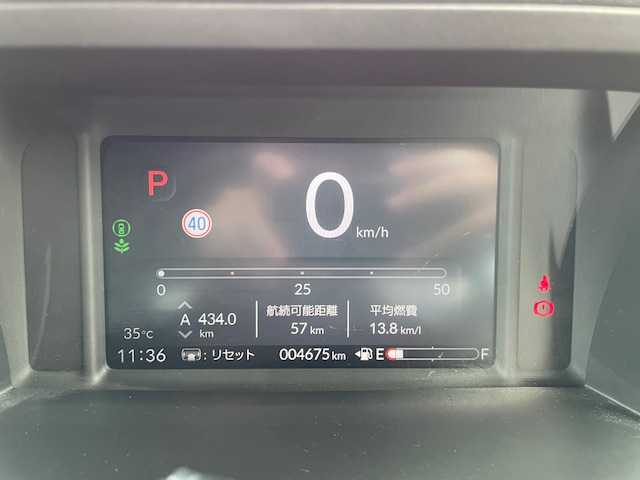 P
0 km/h
40
0 25 50
A 434.0 km
航続可能距離
57 km
平均燃費
13.8 km/l
35℃
11:36
: リセット
004675 km
E F